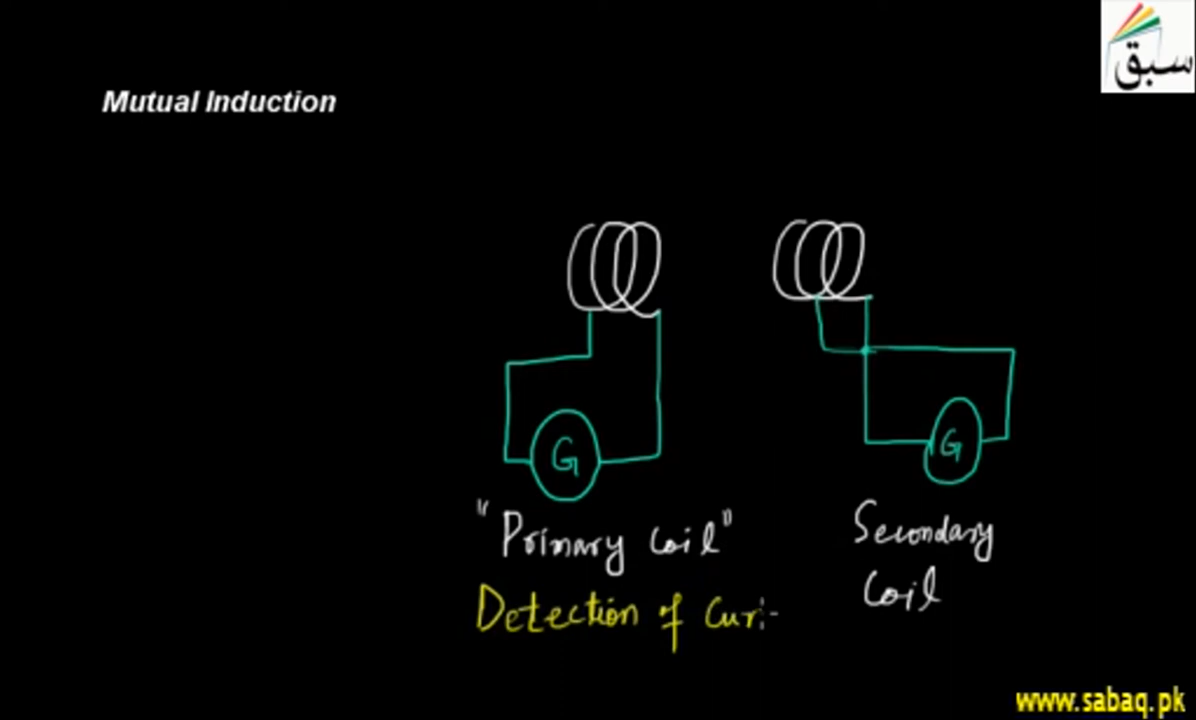 سبق
Mutual Induction
G
G
"Primary Coil"
Secondary
Coil
Detection of
www.sabaq.pk